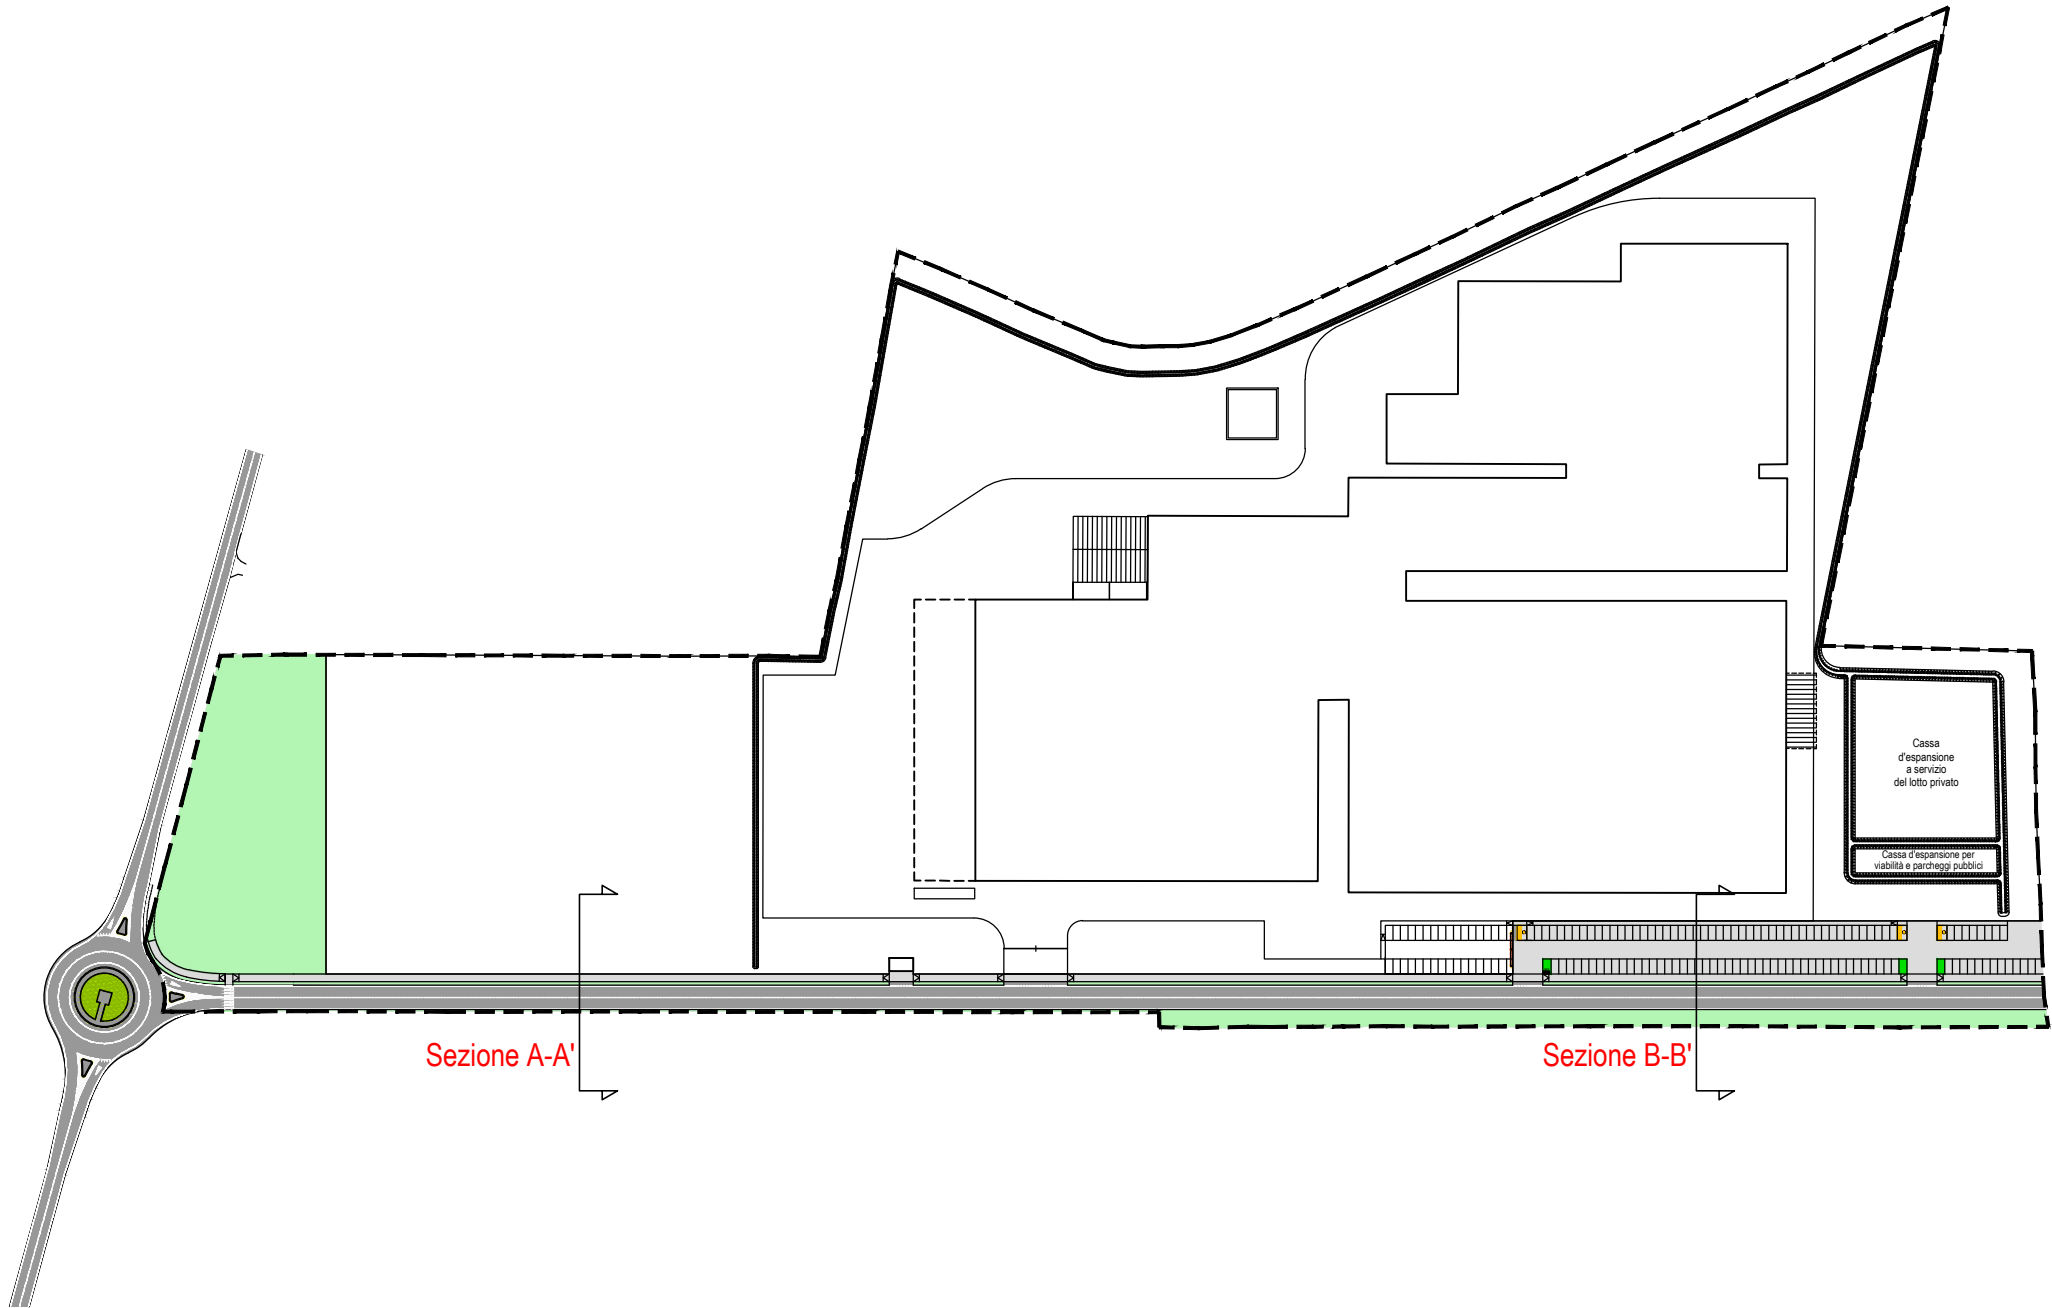 Cassa
d'espansione
a servizio
del lotto privato
Cassa d'espansione per
viabilità e parcheggi pubblici
Sezione A-A'
Sezione B-B'